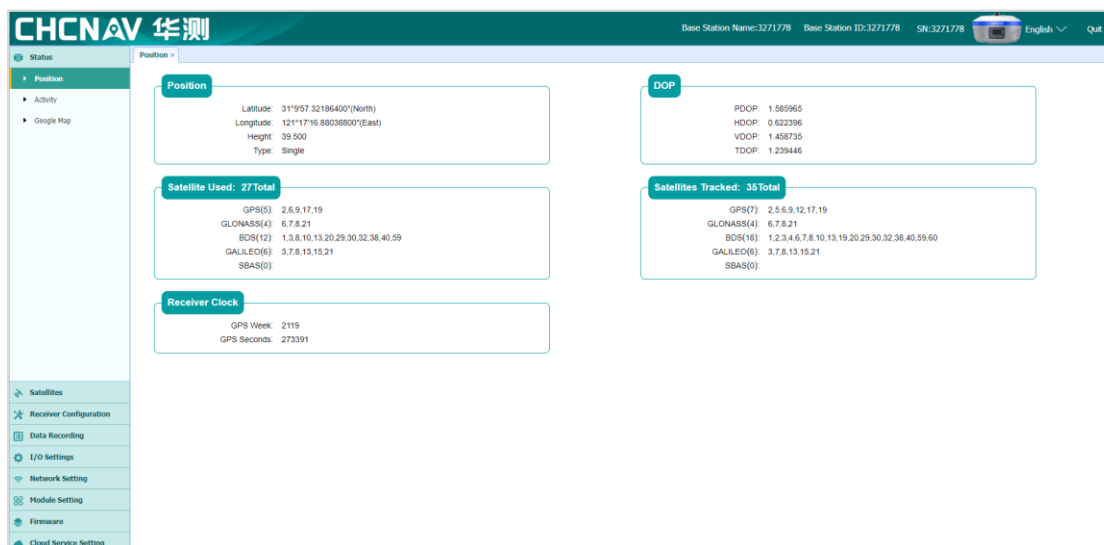 CHCNAV 华测
Base Station Name:3271778 Base Station ID:3271778 SN:3271778 English Quit
Status
Position
Activity
Google Map
Satellites
Receiver Configuration
Data Recording
I/O Settings
Network Setting
Module Setting
Firmware
Cloud Service Setting
Position ×
Position
Latitude: 31°9'57.32186400"(North)
Longitude: 121°17'16.88038800"(East)
Height: 39.500
Type: Single
DOP
PDOP: 1.585965
HDOP: 0.622396
VDOP: 1.458735
TDOP: 1.239446
Satellite Used: 27Total
GPS(5): 2,6,9,17,19
GLONASS(4): 6,7,8,21
BDS(12): 1,3,8,10,13,20,29,30,32,38,40,59
GALILEO(6): 3,7,8,13,15,21
SBAS(0):
Satellites Tracked: 35Total
GPS(7): 2,5,6,9,12,17,19
GLONASS(4): 6,7,8,21
BDS(18): 1,2,3,4,6,7,8,10,13,19,20,29,30,32,38,40,59,60
GALILEO(6): 3,7,8,13,15,21
SBAS(0):
Receiver Clock
GPS Week: 2119
GPS Seconds: 273391